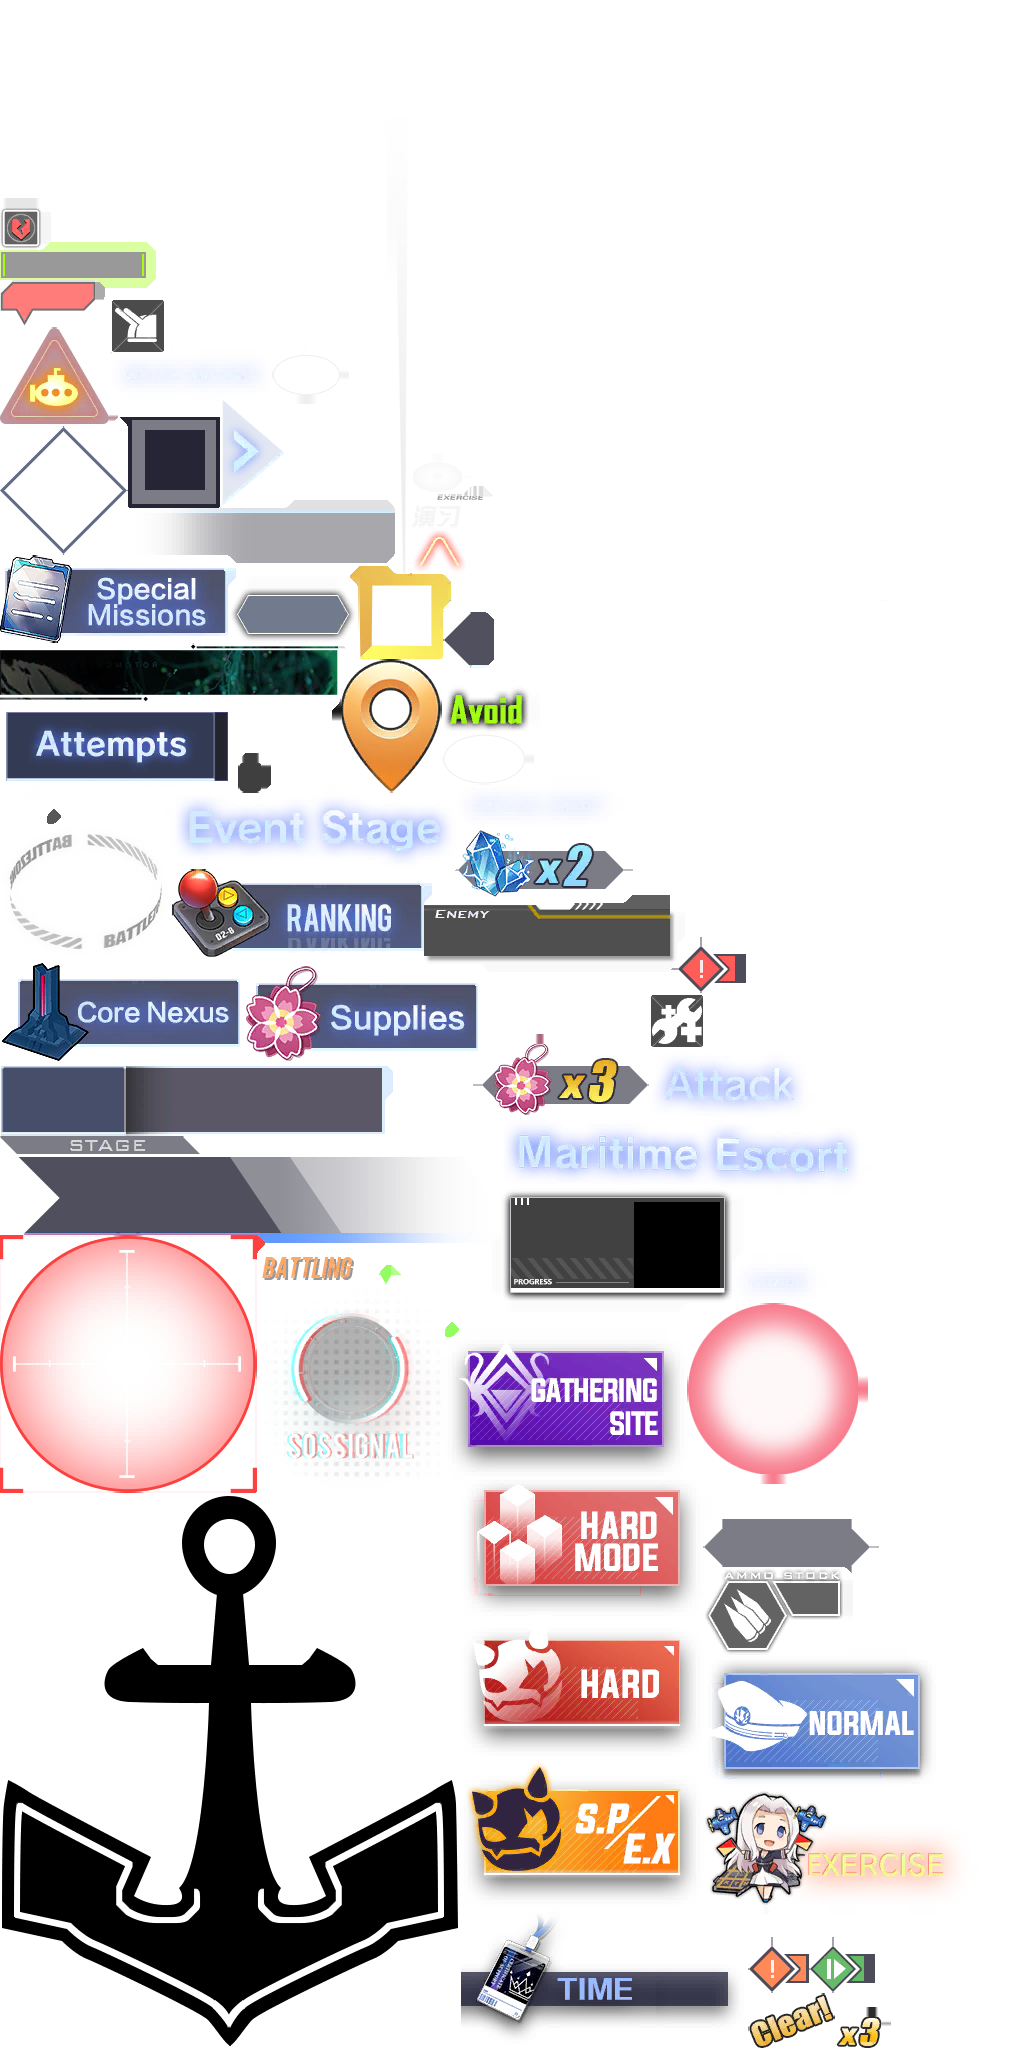 EXERCISE
演习
Special
Missions
Avoid
Attempts
Event Stage
x2
BATTLE
RANKING
ENEMY
Core Nexus
Supplies
x3
Attack
STAGE
Maritime Escort
PROGRESS
BATTLING
GATHERING
SITE
SOS SIGNAL
HARD
MODE
AMMO STOCK
HARD
NORMAL
S.P/
E.X
EXERCISE
TIME
Clear!
x3